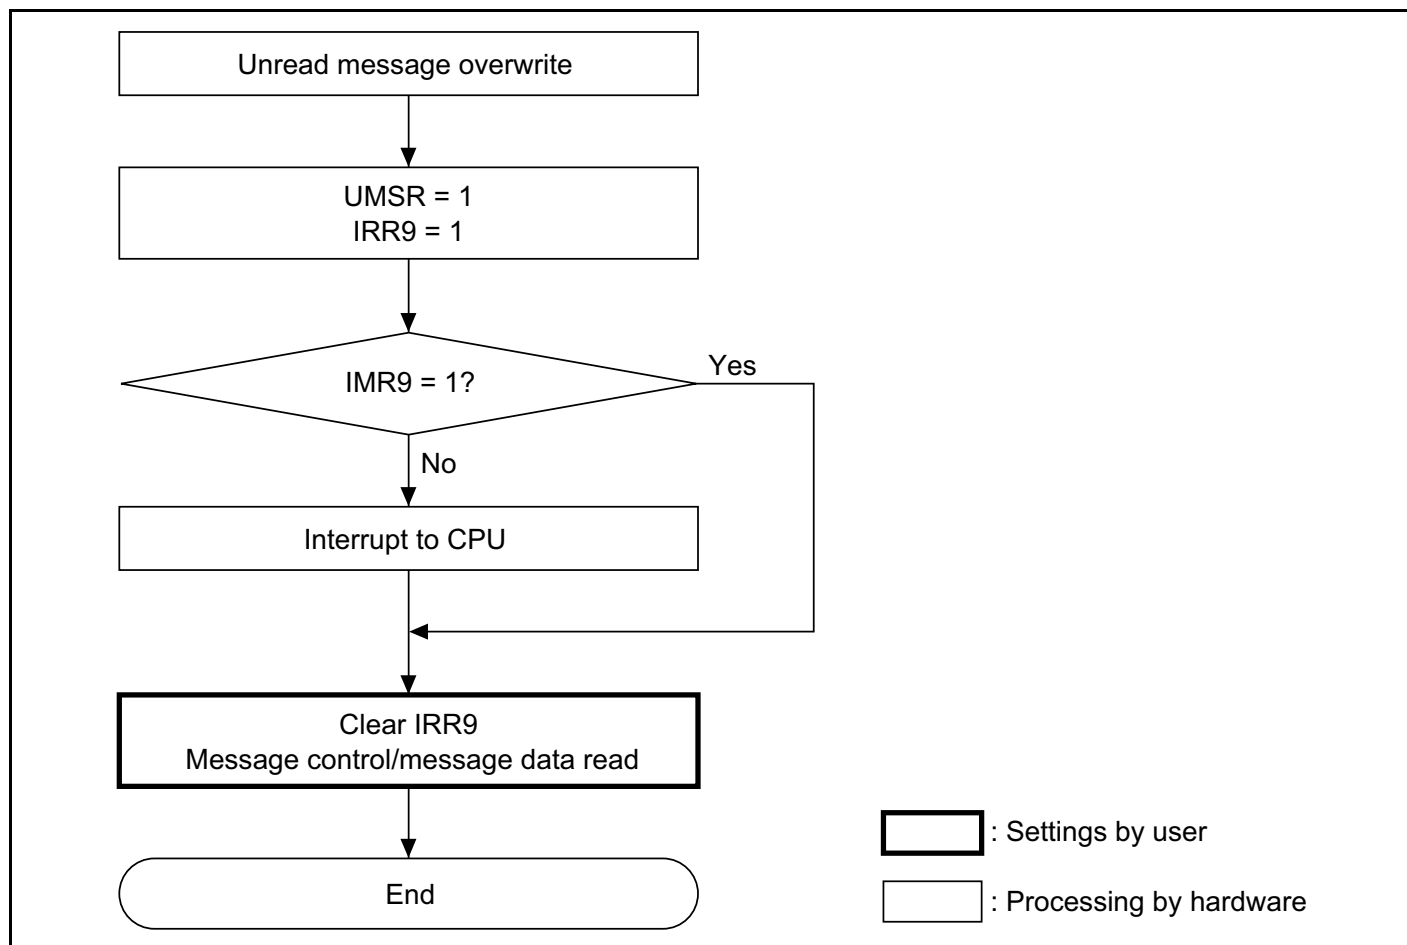 Unread message overwrite
UMSR = 1
IRR9 = 1
IMR9 = 1?
Yes
No
Interrupt to CPU
Clear IRR9
Message control/message data read
End
: Settings by user
: Processing by hardware